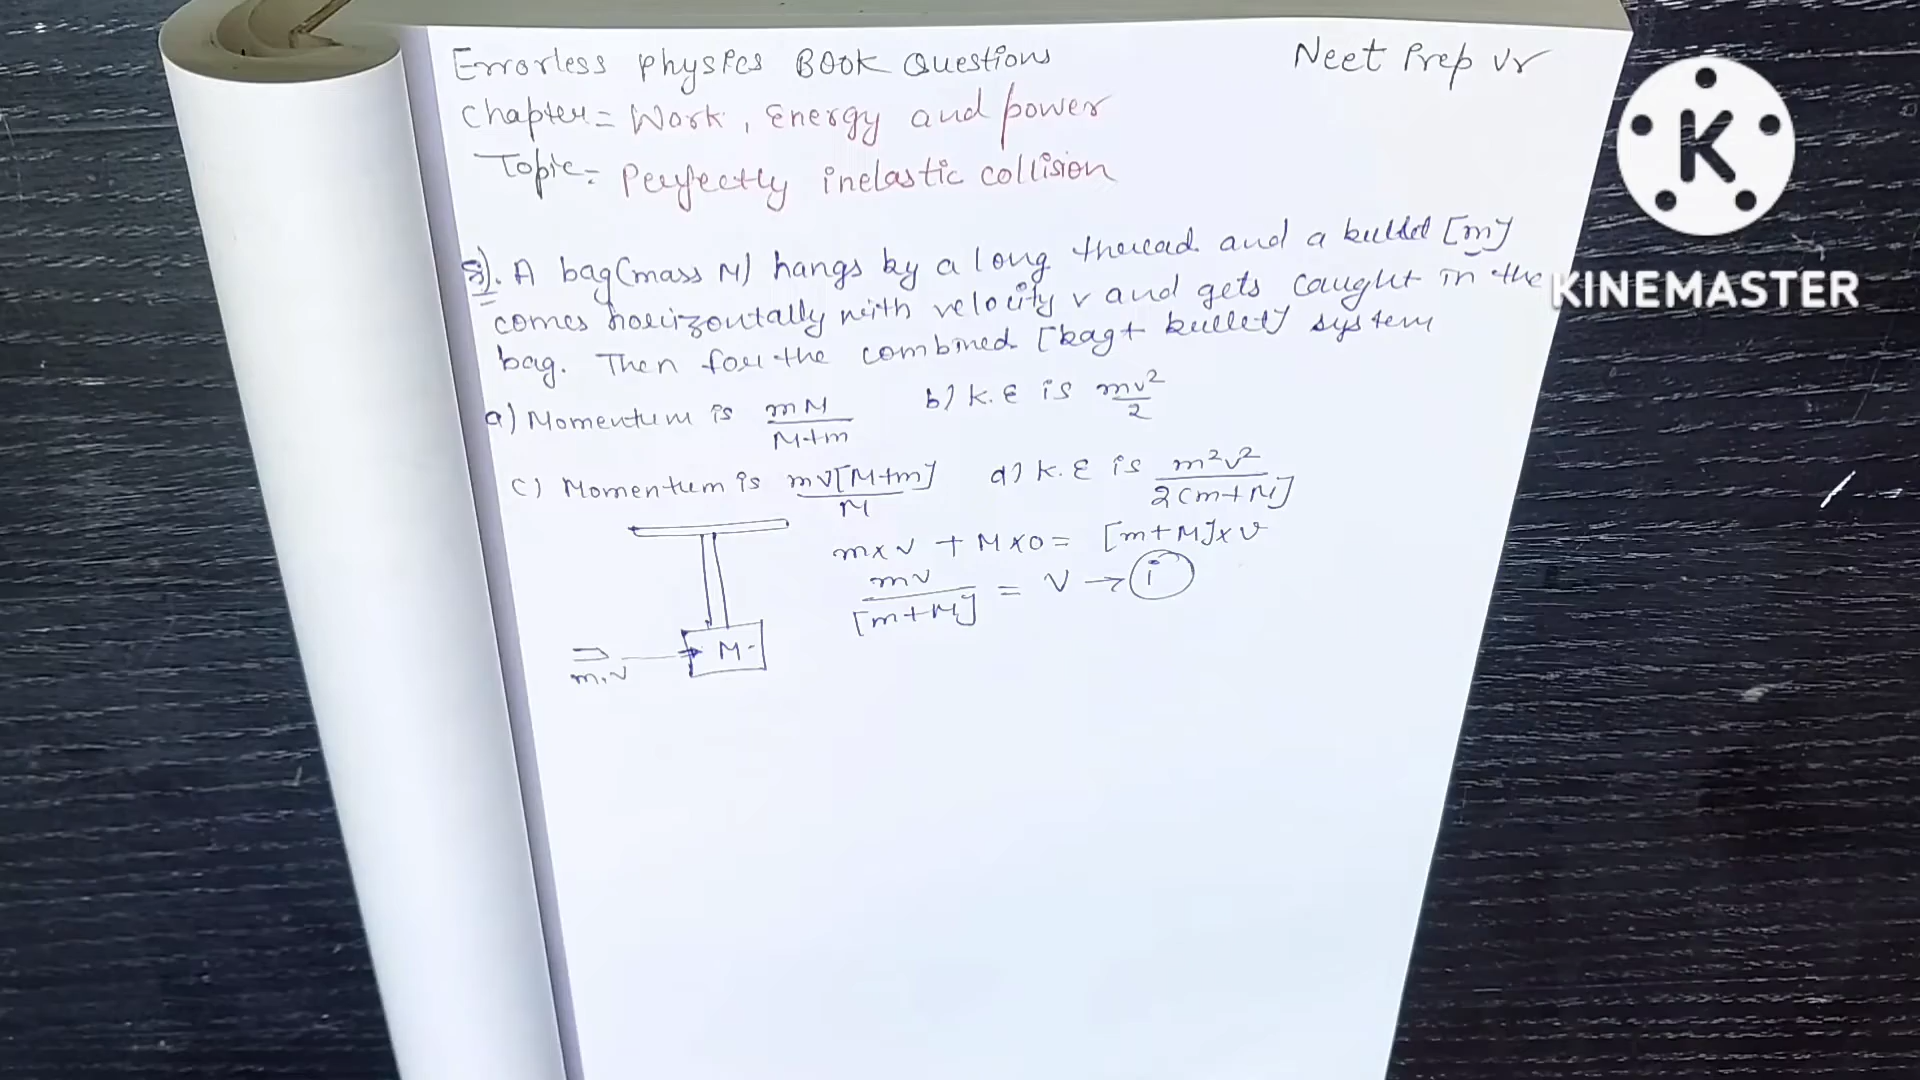 Errorless physics Book Questions
Neet Prep Vr
Chapter = Work, Energy and power
Topic = Perfectly inelastic collision
8). A bag (mass M) hangs by a long thread and a bullet [m]
comes horizontally with velocity v and gets caught in the
bag. Then for the combined [bag + bullet] system
a) Momentum is mM/M+m
b) K.E is mv²/2
c) Momentum is mv[M+m]/M
d) K.E is m²v²/2(m+M]
m×v + M×0 = [m+M]×v
mv/[m+M] = v → i
M
m,v
K
KINEMASTER